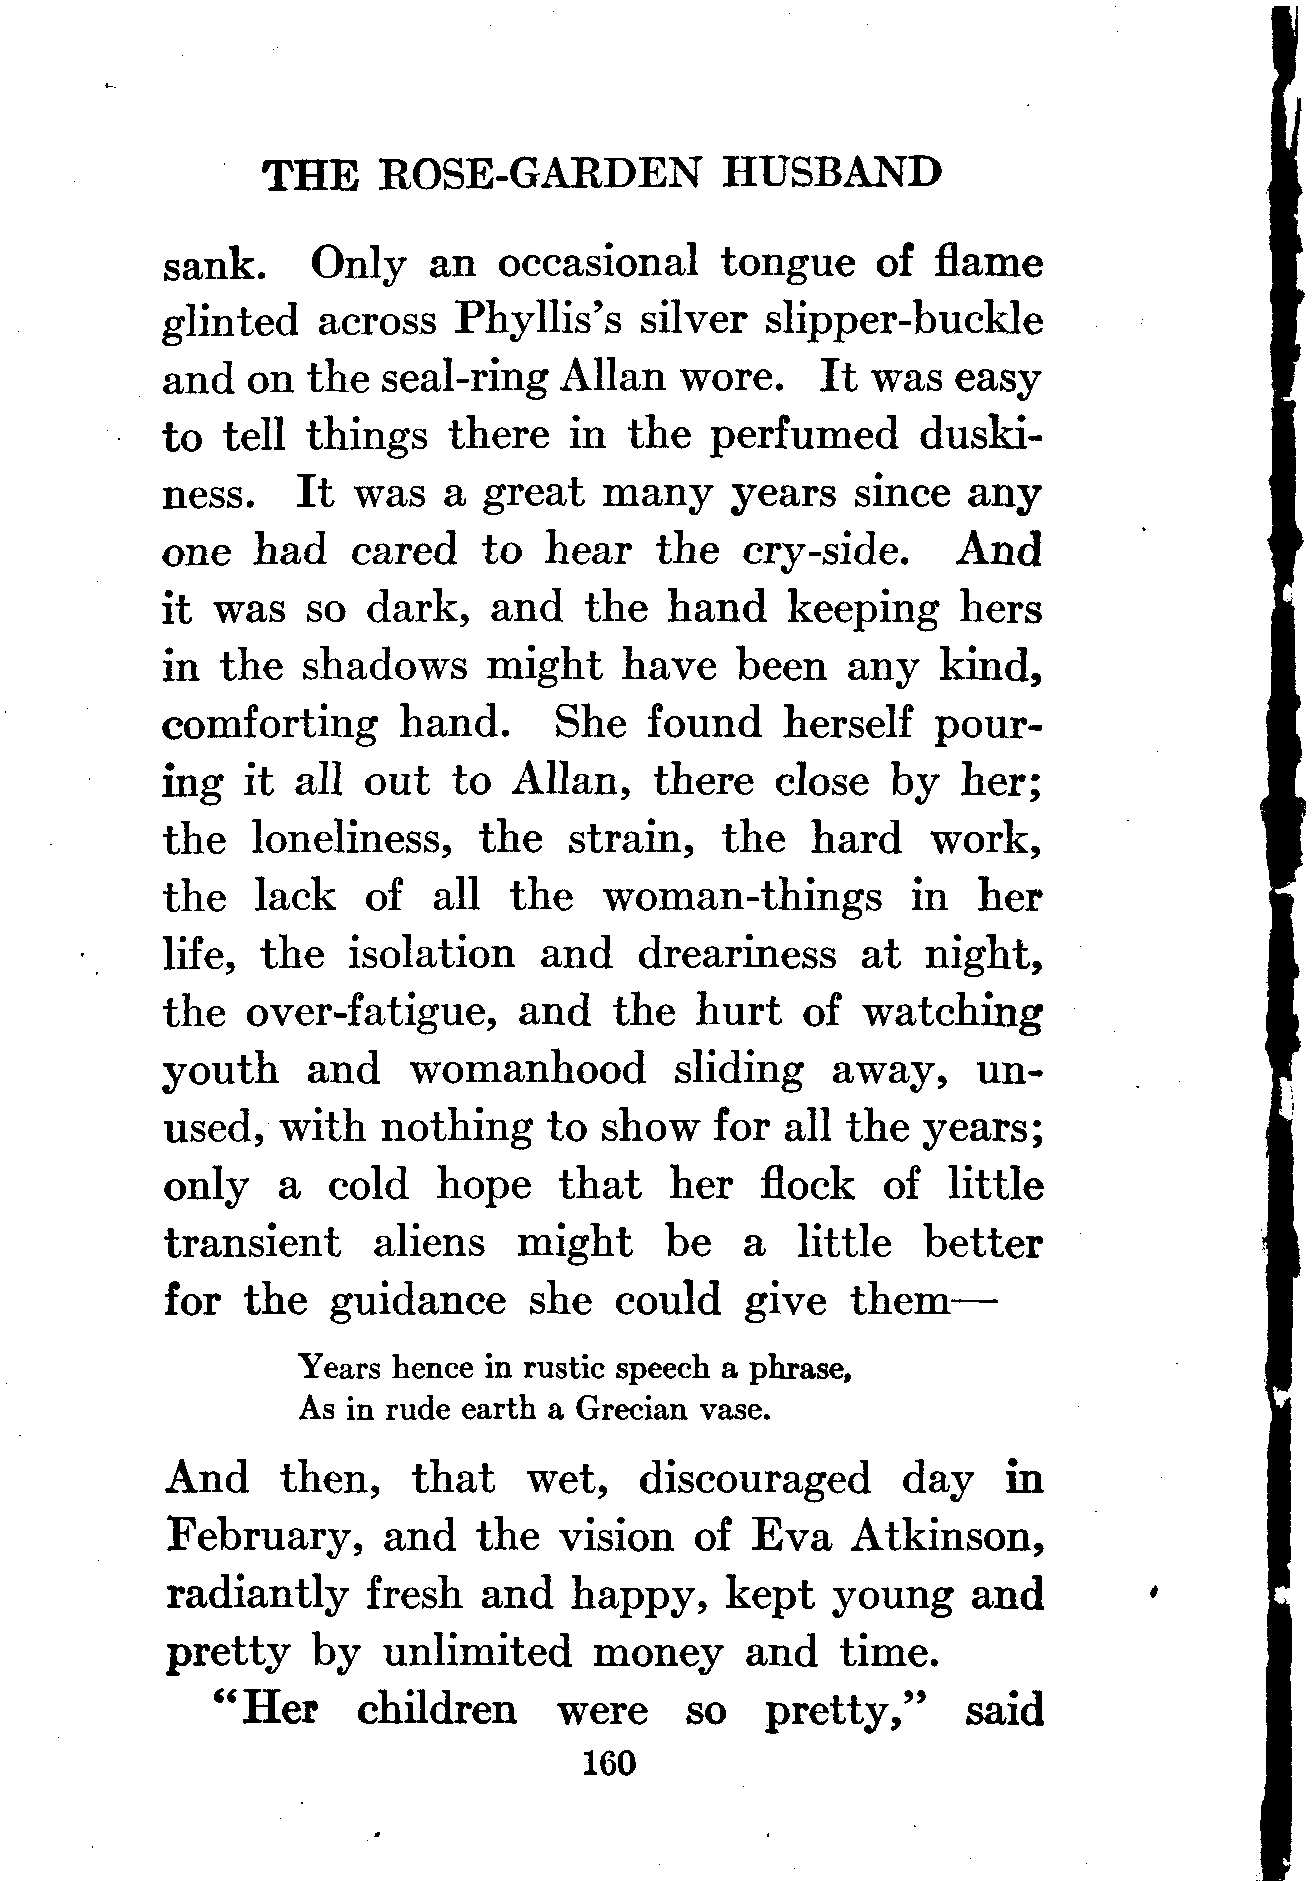 THE ROSE-GARDEN HUSBAND
sank. Only an occasional tongue of flame
glinted across Phyllis's silver slipper-buckle
and on the seal-ring Allan wore. It was easy
to tell things there in the perfumed duski-
ness. It was a great many years since any
one had cared to hear the cry-side. And
it was so dark, and the hand keeping hers
in the shadows might have been any kind,
comforting hand. She found herself pour-
ing it all out to Allan, there close by her;
the loneliness, the strain, the hard work,
the lack of all the woman-things in her
life, the isolation and dreariness at night,
the over-fatigue, and the hurt of watching
youth and womanhood sliding away, un-
used, with nothing to show for all the years;
only a cold hope that her flock of little
transient aliens might be a little better
for the guidance she could give them—
Years hence in rustic speech a phrase,
As in rude earth a Grecian vase.
And then, that wet, discouraged day in
February, and the vision of Eva Atkinson,
radiantly fresh and happy, kept young and
pretty by unlimited money and time.
"Her children were so pretty," said
160